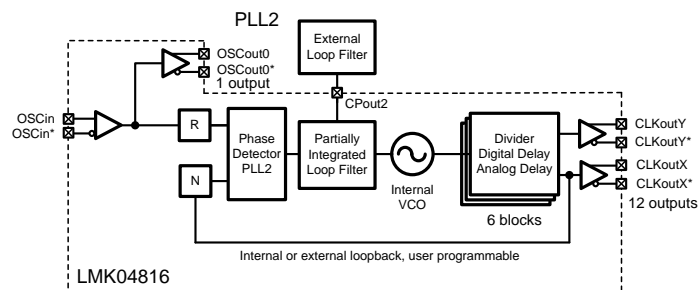 PLL2
OSCout0
OSCout0*
1 output
External
Loop Filter
CPout2
OSCin
OSCin*
R
N
Phase
Detector
PLL2
Partially
Integrated
Loop Filter
Internal
VCO
Divider
Digital Delay
Analog Delay
6 blocks
CLKoutY
CLKoutY*
CLKoutX
CLKoutX*
12 outputs
Internal or external loopback, user programmable
LMK04816